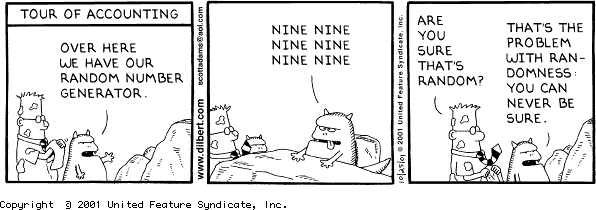 TOUR OF ACCOUNTING
OVER HERE
WE HAVE OUR
RANDOM NUMBER
GENERATOR.
www.dilbert.com
scottadams@aol.com
NINE NINE
NINE NINE
NINE NINE
10/25/01 © 2001 United Feature Syndicate, Inc.
ARE
YOU
SURE
THAT'S
RANDOM?
THAT'S THE
PROBLEM
WITH RAN-
DOMNESS:
YOU CAN
NEVER BE
SURE.
Copyright © 2001 United Feature Syndicate, Inc.